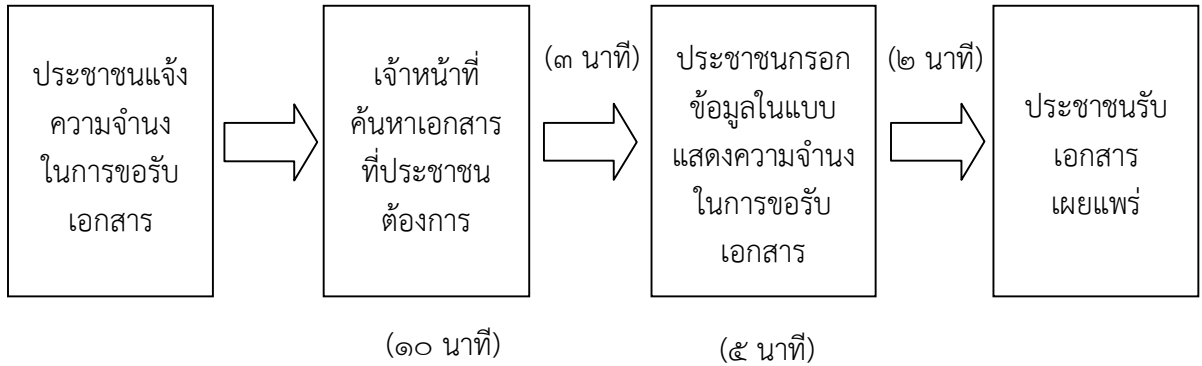 ประชาชนแจ้ง
ความจำนง
ในการขอรับ
เอกสาร
เจ้าหน้าที่
ค้นหาเอกสาร
ที่ประชาชน
ต้องการ
(๓ นาที)
ประชาชนกรอก
ข้อมูลในแบบ
แสดงความจำนง
ในการขอรับ
เอกสาร
(๒ นาที)
ประชาชนรับ
เอกสาร
เผยแพร่
(๑๐ นาที)
(๕ นาที)